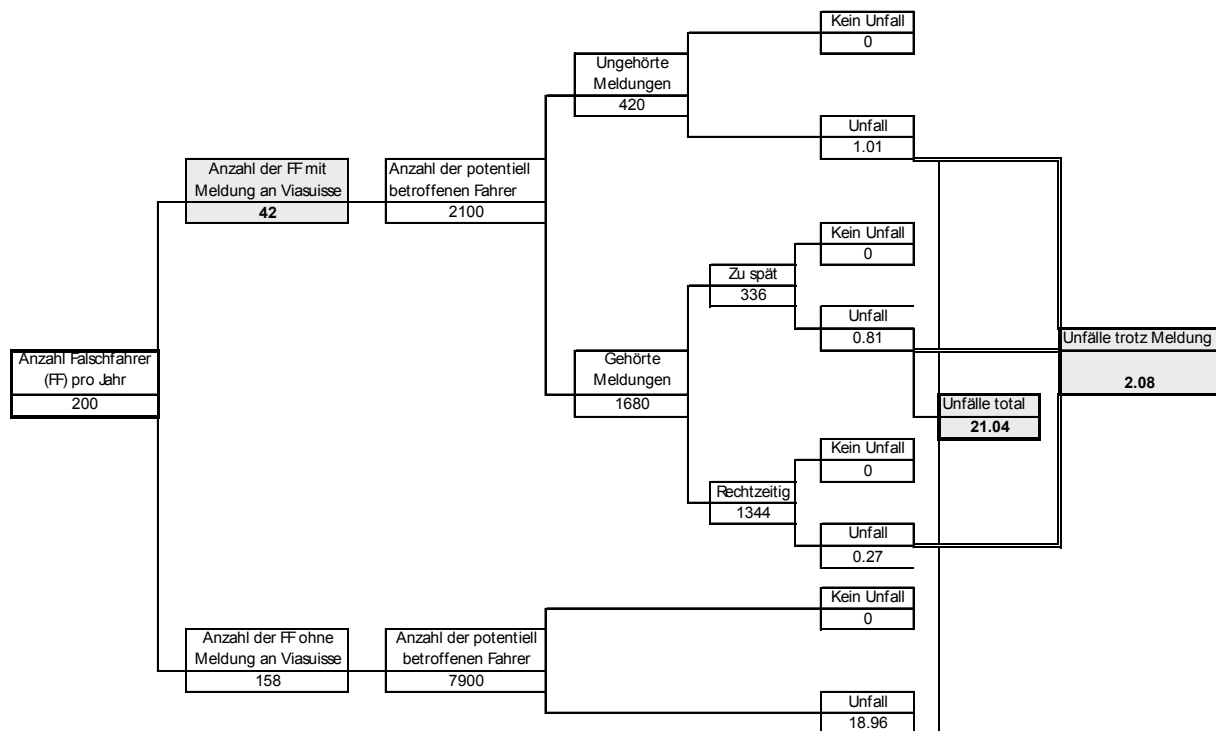 Kein Unfall
0
Ungehörte
Meldungen
420
Unfall
1.01
Anzahl der FF mit
Meldung an Viasuisse
42
Anzahl der potentiell
betroffenen Fahrer
2100
Kein Unfall
0
Zu spät
336
Unfall
0.81
Unfälle trotz Meldung
2.08
Anzahl Falschfahrer
(FF) pro Jahr
200
Gehörte
Meldungen
1680
Unfälle total
21.04
Kein Unfall
0
Rechtzeitig
1344
Unfall
0.27
Kein Unfall
0
Anzahl der FF ohne
Meldung an Viasuisse
158
Anzahl der potentiell
betroffenen Fahrer
7900
Unfall
18.96